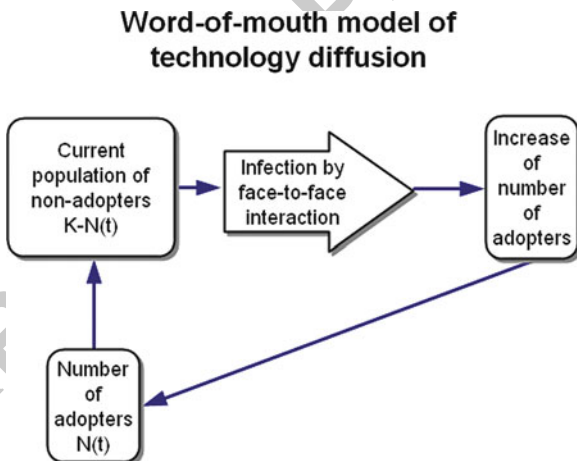 Word-of-mouth model of
technology diffusion
Current
population of
non-adopters
K-N(t)
Infection by
face-to-face
interaction
Increase
of
number
of
adopters
Number
of
adopters
N(t)